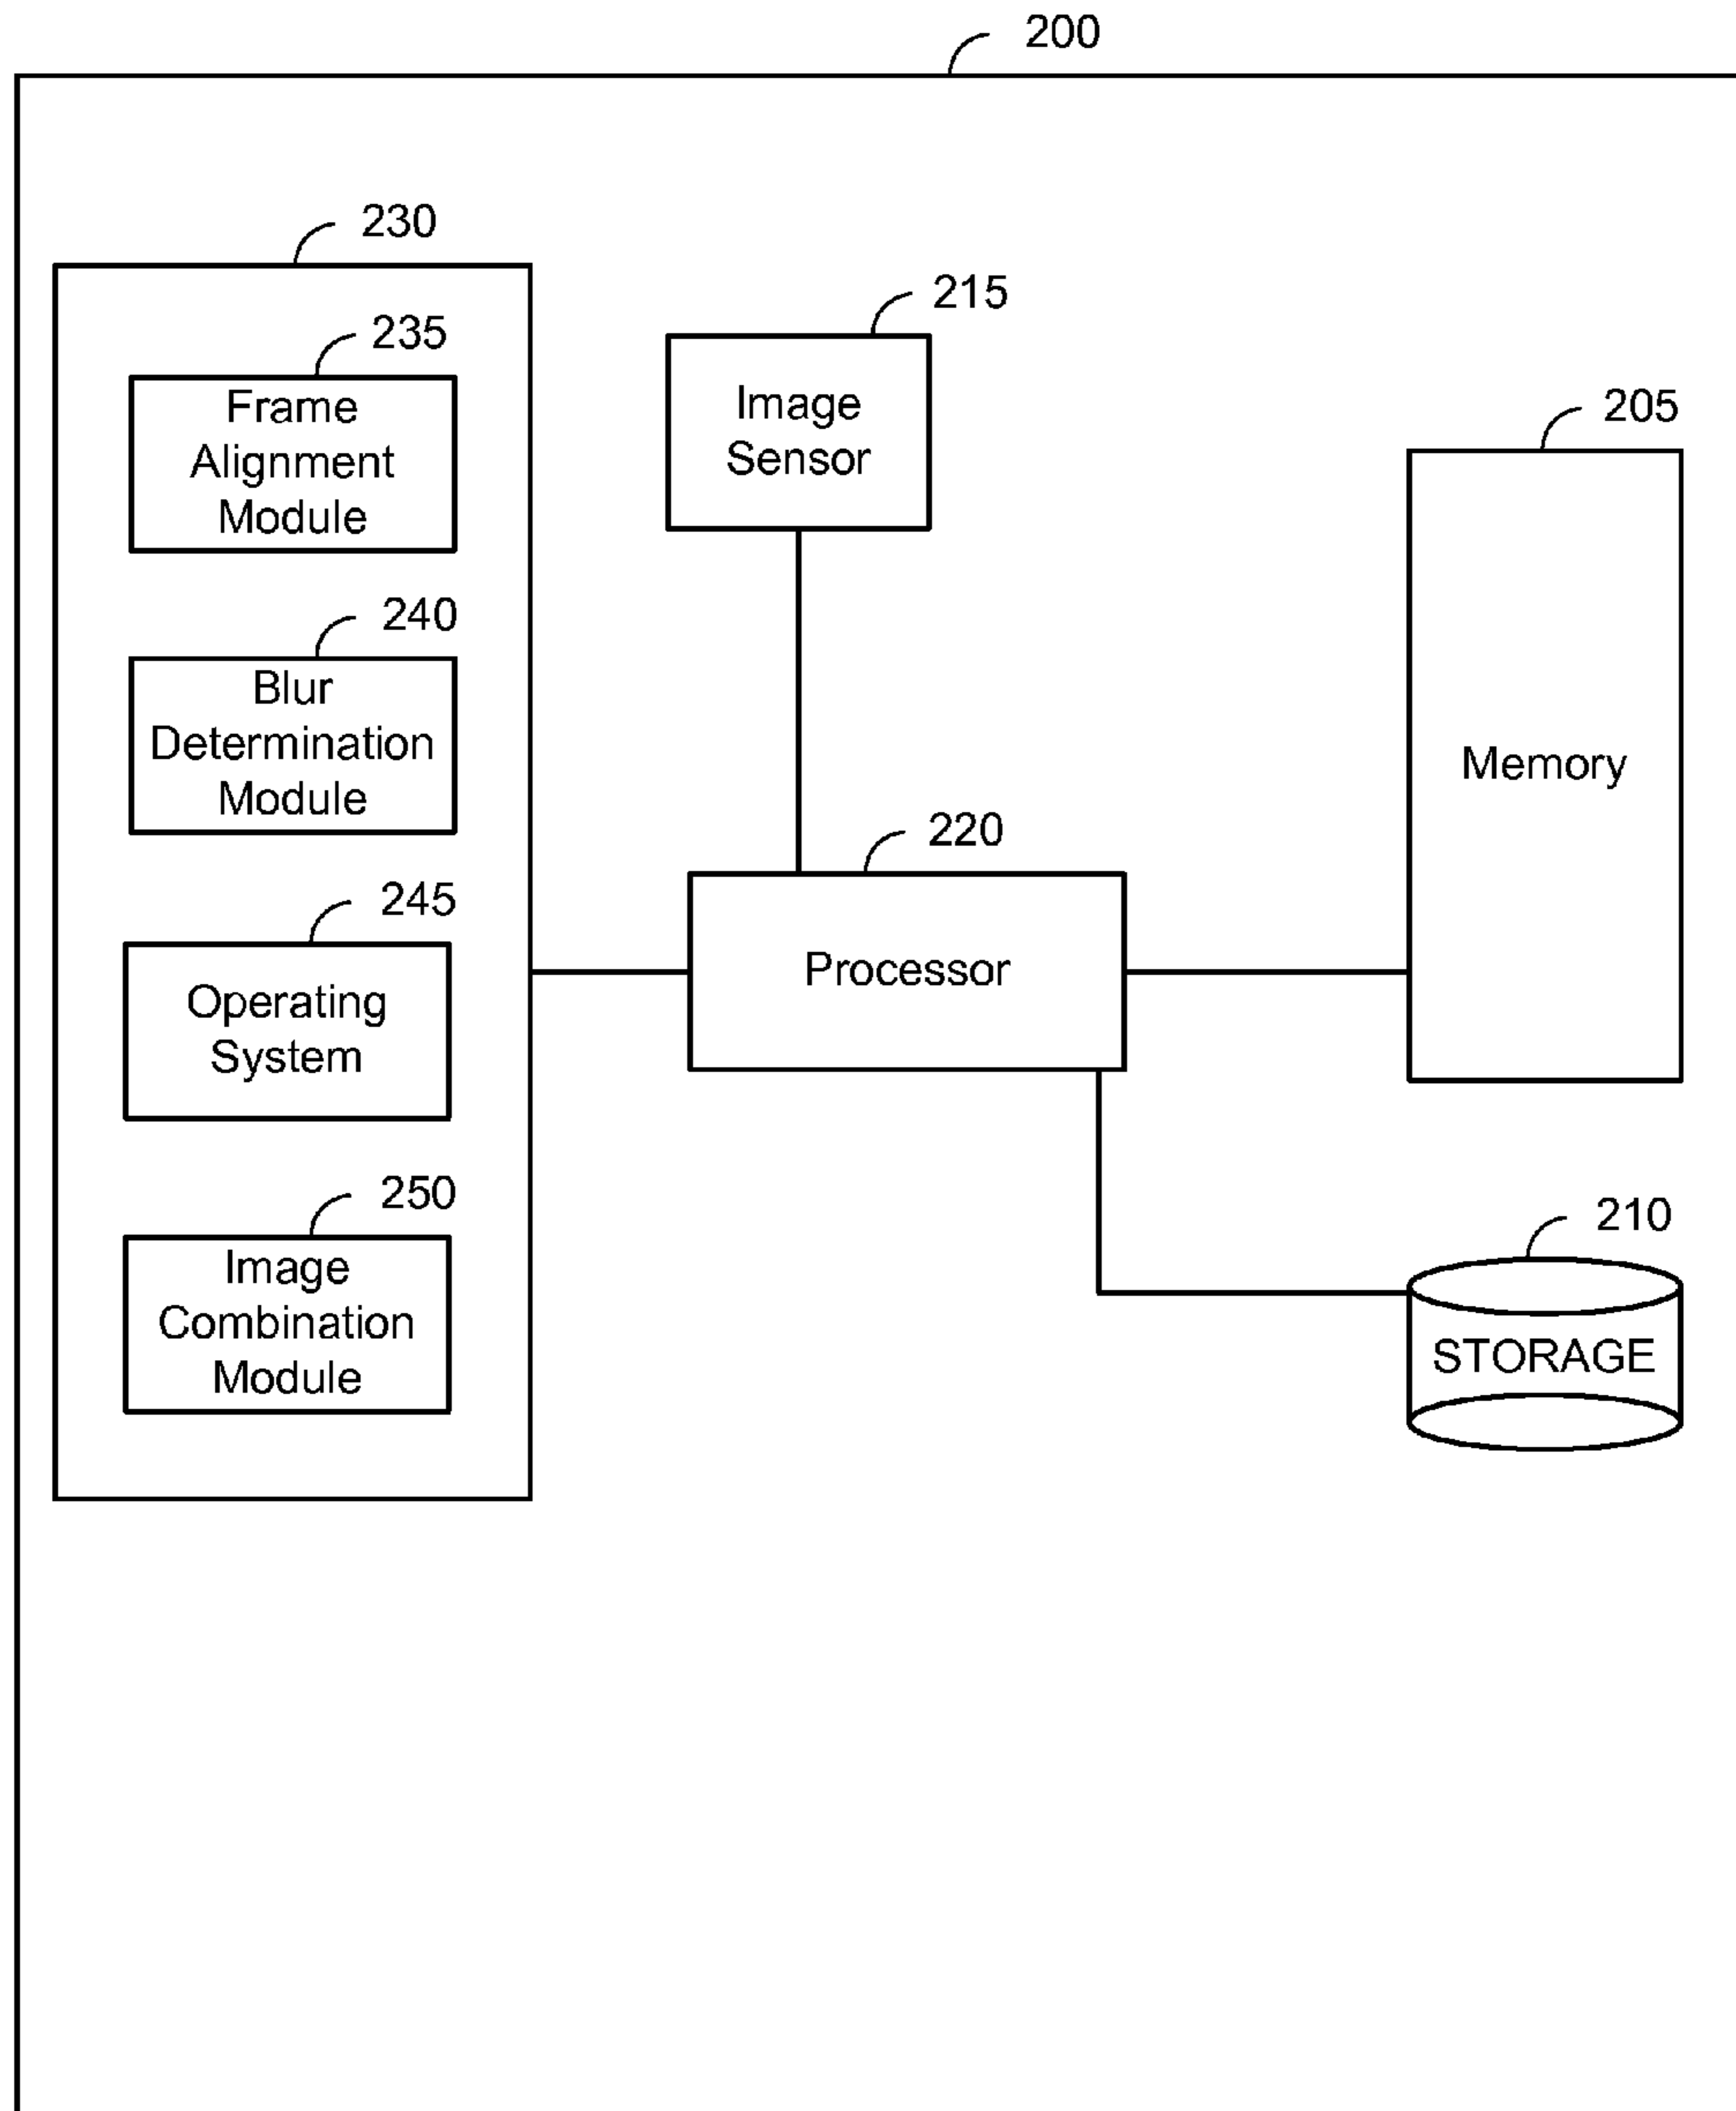 200
230
215
235
Frame
Alignment
Module
Image
Sensor
205
240
Blur
Determination
Module
Memory
220
245
Operating
System
Processor
250
Image
Combination
Module
210
STORAGE